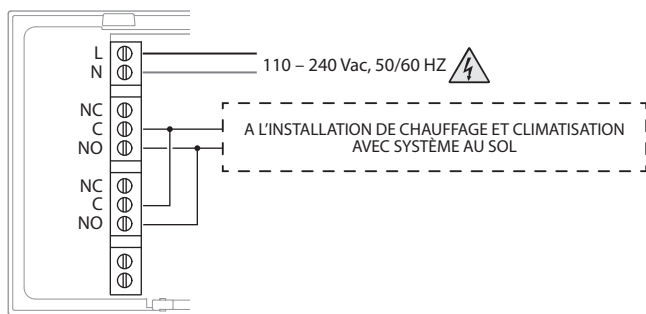 L
N
110 – 240 Vac, 50/60 HZ
NC
C
NO
A L'INSTALLATION DE CHAUFFAGE ET CLIMATISATION
AVEC SYSTÈME AU SOL
NC
C
NO